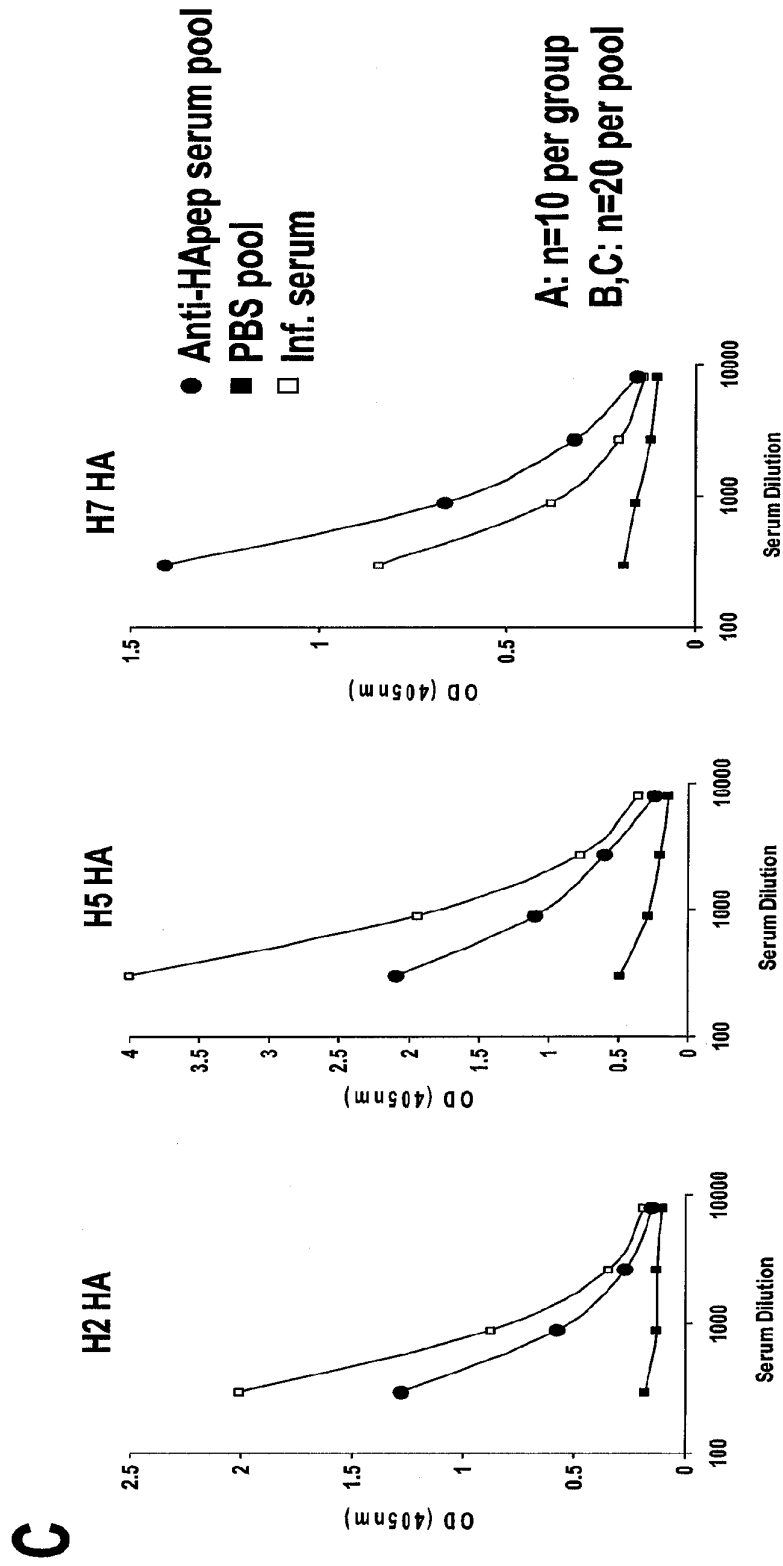 C
H2 HA
2.5
2
1.5
1
0.5
0
OD (405nm)
100
1000
10000
Serum Dilution
H5 HA
4
3.5
3
2.5
2
1.5
1
0.5
0
OD (405nm)
100
1000
10000
Serum Dilution
H7 HA
1.5
1
0.5
0
OD (405nm)
100
1000
10000
Serum Dilution
Anti-HApep serum pool
PBS pool
Inf. serum
A: n=10 per group
B,C: n=20 per pool